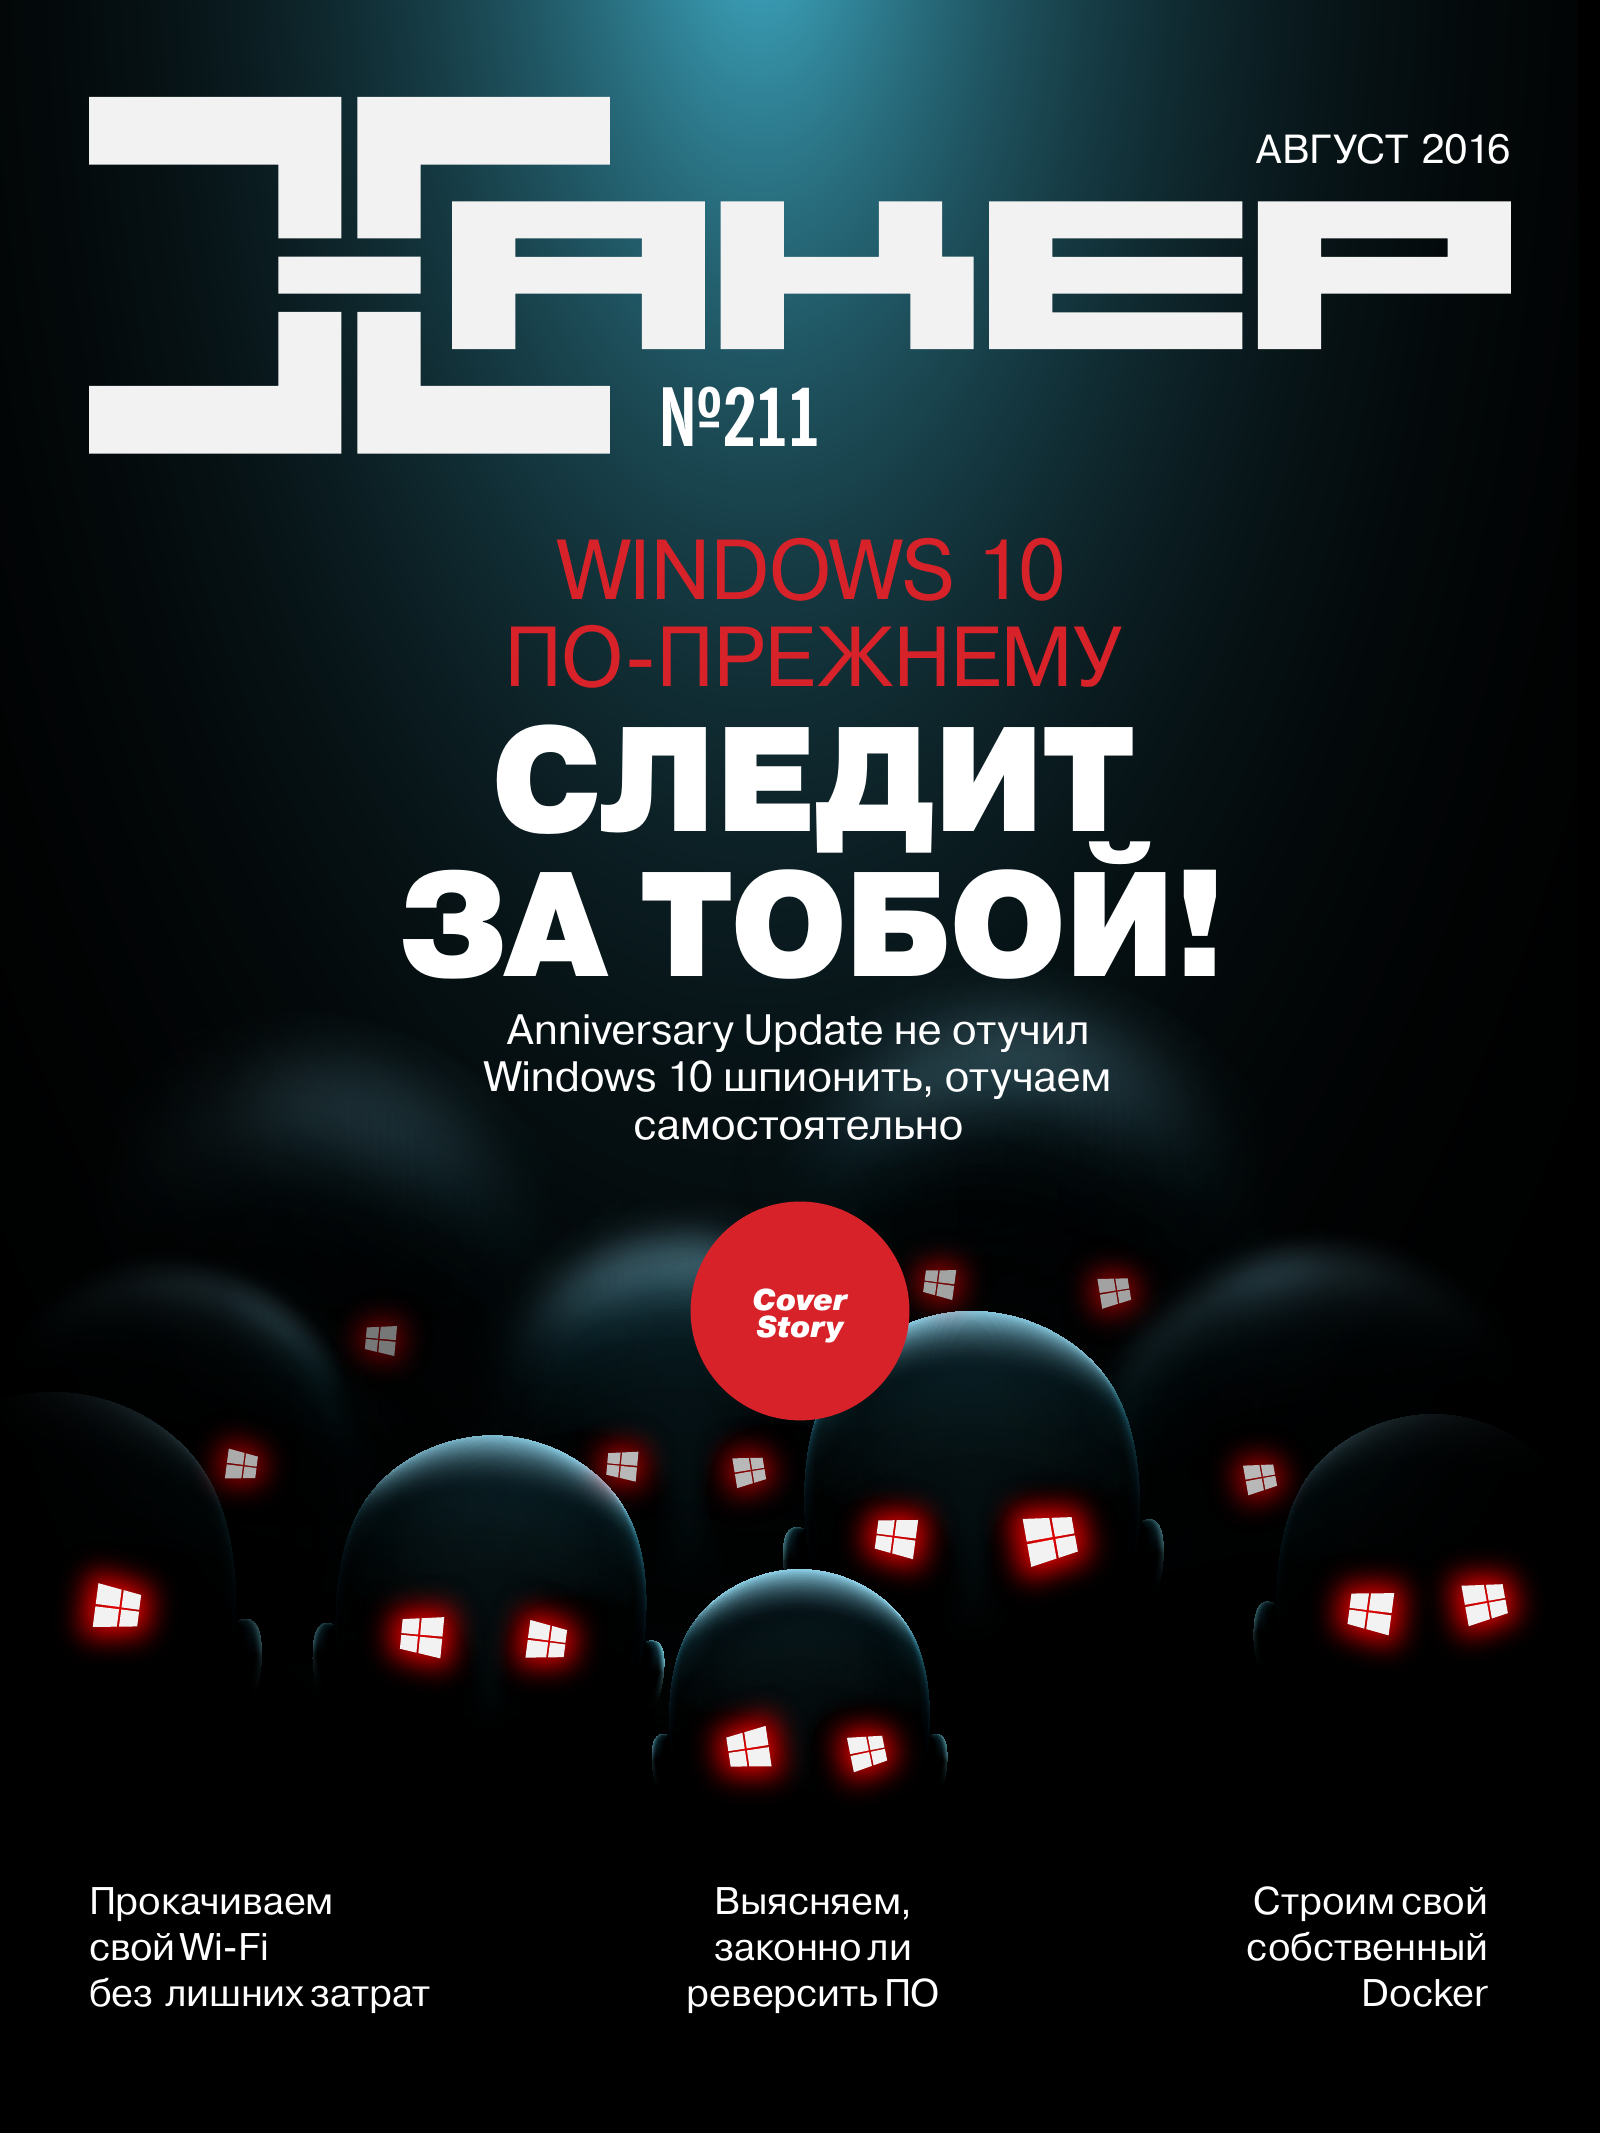 АВГУСТ 2016
ХАКЕР
№211
WINDOWS 10
ПО-ПРЕЖНЕМУ
СЛЕДИТ
ЗА ТОБОЙ!
Anniversary Update не отучил
Windows 10 шпионить, отучаем
самостоятельно
Cover
Story
Прокачиваем
свой Wi-Fi
без лишних затрат
Выясняем,
законно ли
реверсить ПО
Строим свой
собственный
Docker